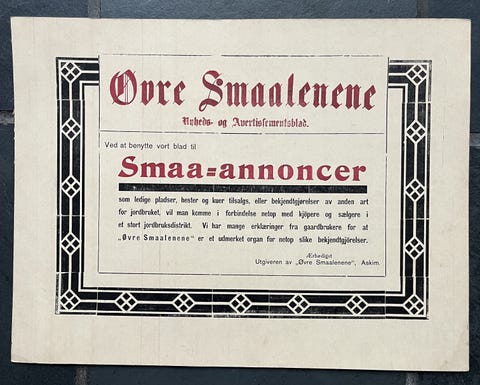 Øvre Smaalenene
Nyheds- og Avertissementsblad.
Ved at benytte vort blad til
Smaa=annoncer
som ledige pladser, hester og kuer tilsalgs, eller bekjendtgjørelser av anden art
for jordbruket, vil man komme i forbindelse netop med kjöpere og sælgere i
et stort jordbruksdistrikt. Vi har mange erklæringer fra gaardbrukere for at
„Øvre Smaalenene" er et udmerket organ for netop slike bekjendtgjörelser.
Ærbødigst
Utgiveren av „Øvre Smaalenene", Askim.